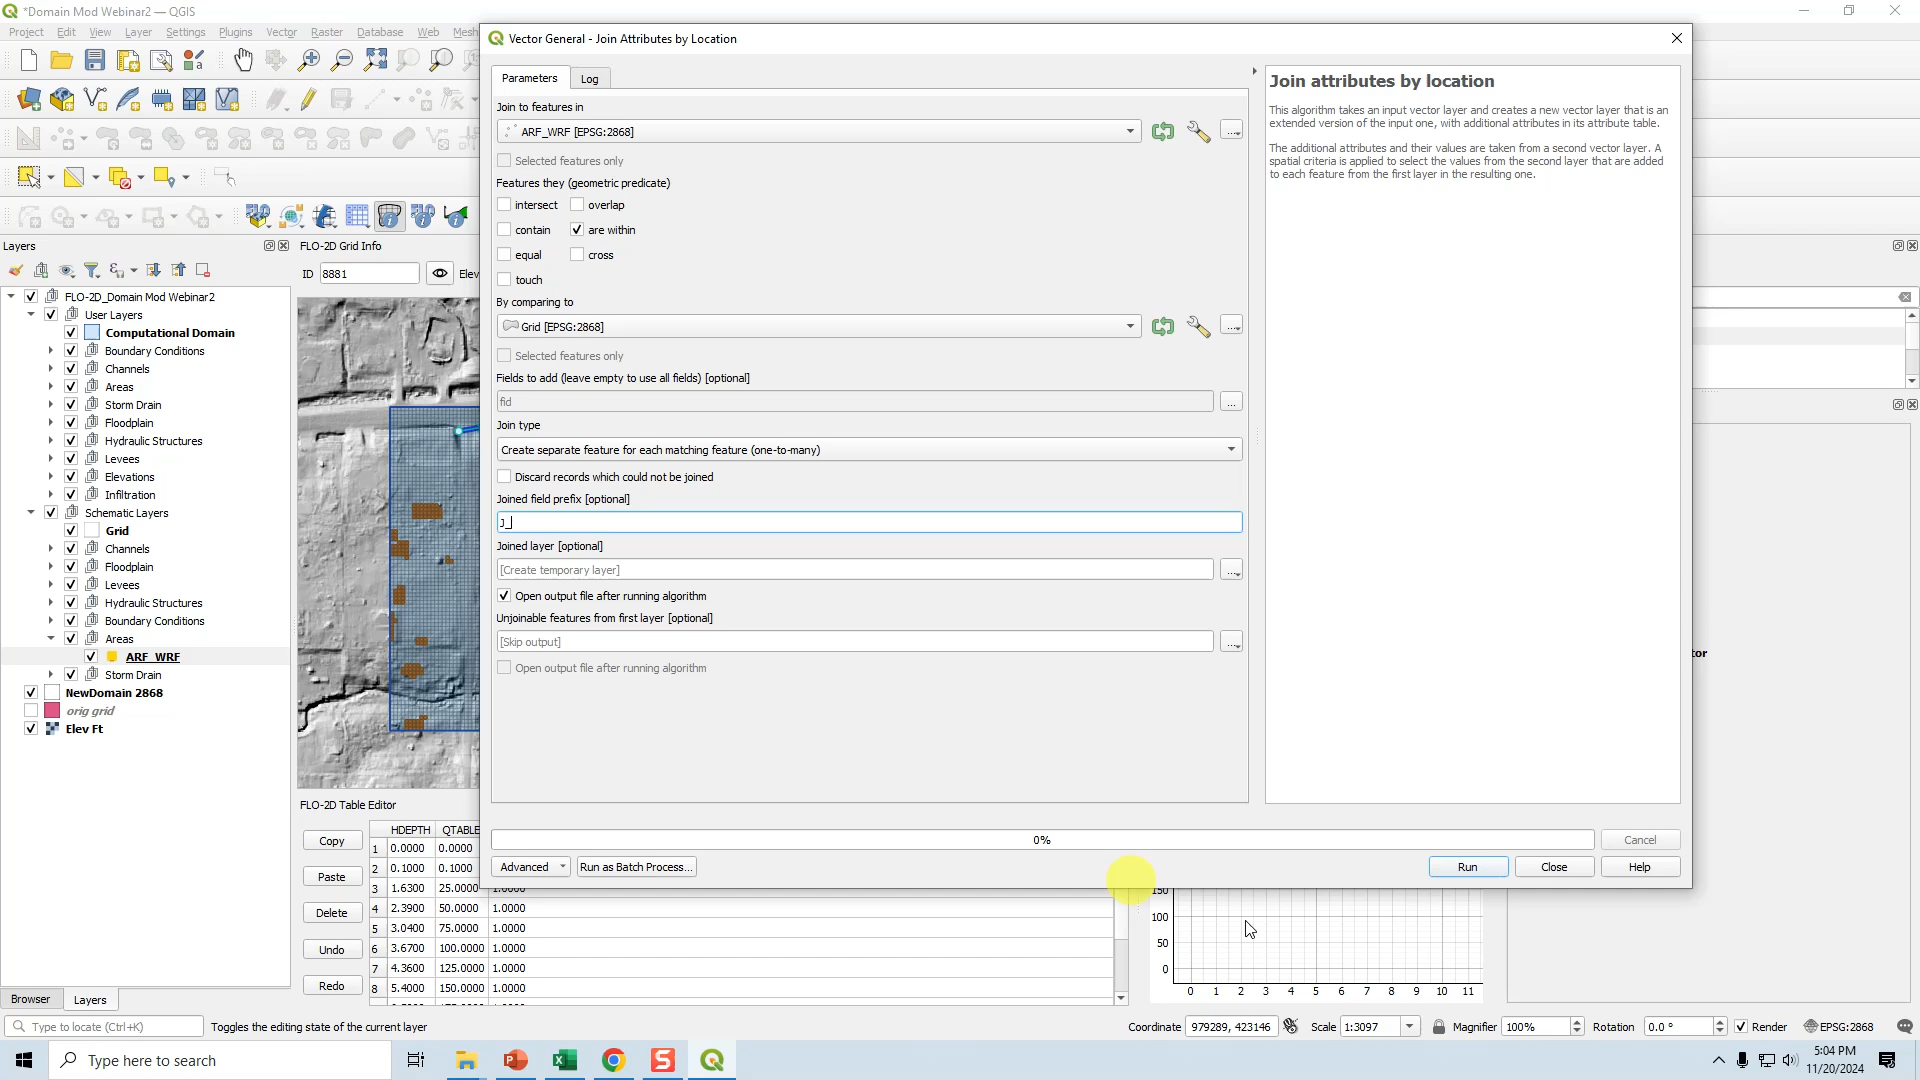 *Domain Mod Webinar2 — QGIS
Project Edit View Layer Settings Plugins Vector Raster Database Web Mesh
Layers
FLO-2D Grid Info
ID 8881 Elev
FLO-2D_Domain Mod Webinar2
User Layers
Computational Domain
Boundary Conditions
Channels
Areas
Storm Drain
Floodplain
Hydraulic Structures
Levees
Elevations
Infiltration
Schematic Layers
Grid
Channels
Floodplain
Levees
Hydraulic Structures
Boundary Conditions
Areas
ARF_WRF
Storm Drain
NewDomain 2868
orig grid
Elev Ft
Browser Layers
Vector General - Join Attributes by Location
Parameters Log
Join to features in
ARF_WRF [EPSG:2868]
Selected features only
Features they (geometric predicate)
intersect overlap
contain are within
equal cross
touch
By comparing to
Grid [EPSG:2868]
Selected features only
Fields to add (leave empty to use all fields) [optional]
fid
Join type
Create separate feature for each matching feature (one-to-many)
Discard records which could not be joined
Joined field prefix [optional]
J_
Joined layer [optional]
[Create temporary layer]
Open output file after running algorithm
Unjoinable features from first layer [optional]
[Skip output]
Open output file after running algorithm
0%
Cancel
Advanced Run as Batch Process... Run Close Help
Join attributes by location
This algorithm takes an input vector layer and creates a new vector layer that is an
extended version of the input one, with additional attributes in its attribute table.
The additional attributes and their values are taken from a second vector layer. A
spatial criteria is applied to select the values from the second layer that are added
to each feature from the first layer in the resulting one.
tor
FLO-2D Table Editor
Copy
Paste
Delete
Undo
Redo
HDEPTH QTABLE
1 0.0000 0.0000
2 0.1000 0.1000
3 1.6300 25.0000 1.0000
4 2.3900 50.0000 1.0000
5 3.0400 75.0000 1.0000
6 3.6700 100.0000 1.0000
7 4.3600 125.0000 1.0000
8 5.4000 150.0000 1.0000
150
100
50
0
0 1 2 3 4 5 6 7 8 9 10 11
Type to locate (Ctrl+K) Toggles the editing state of the current layer Coordinate 979289, 423146 Scale 1:3097 Magnifier 100% Rotation 0.0 ° Render EPSG:2868
Type here to search
5:04 PM
11/20/2024